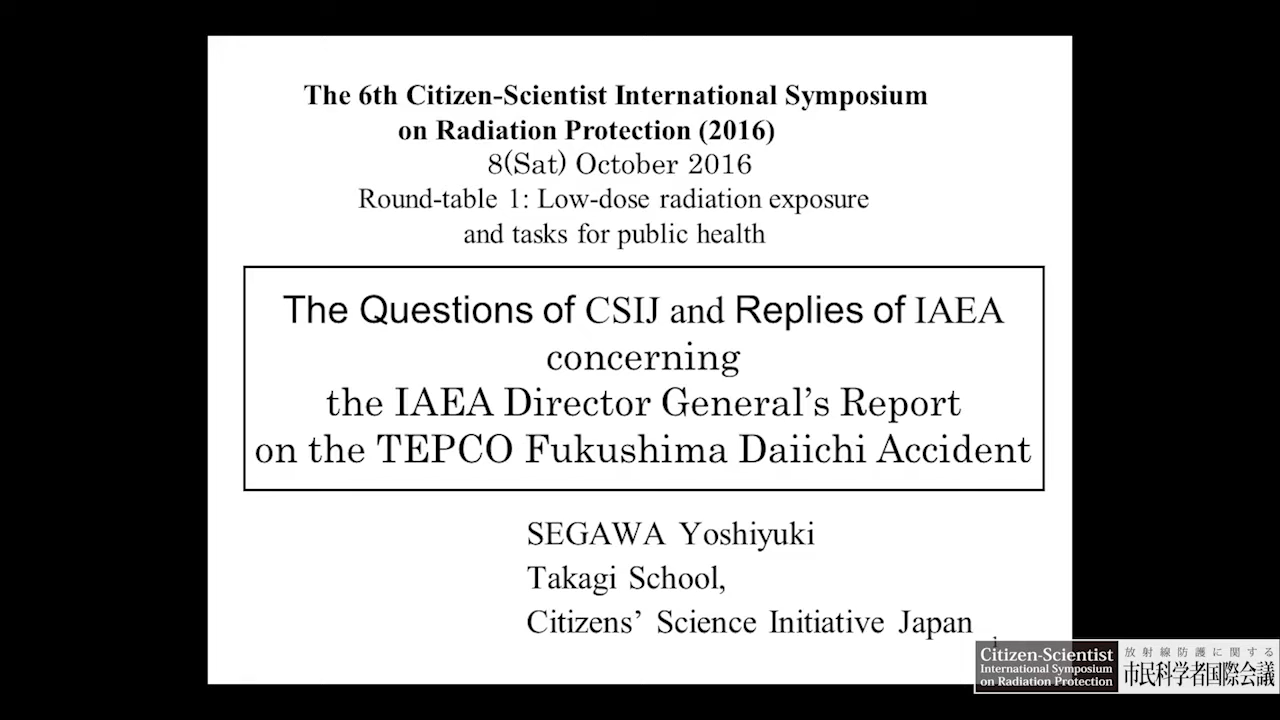 The 6th Citizen-Scientist International Symposium
on Radiation Protection (2016)
8(Sat) October 2016
Round-table 1: Low-dose radiation exposure
and tasks for public health
The Questions of CSIJ and Replies of IAEA
concerning
the IAEA Director General’s Report
on the TEPCO Fukushima Daiichi Accident
SEGAWA Yoshiyuki
Takagi School,
Citizens’ Science Initiative Japan
Citizen-Scientist
International Symposium
on Radiation Protection
放射線防護に関する
市民科学者国際会議